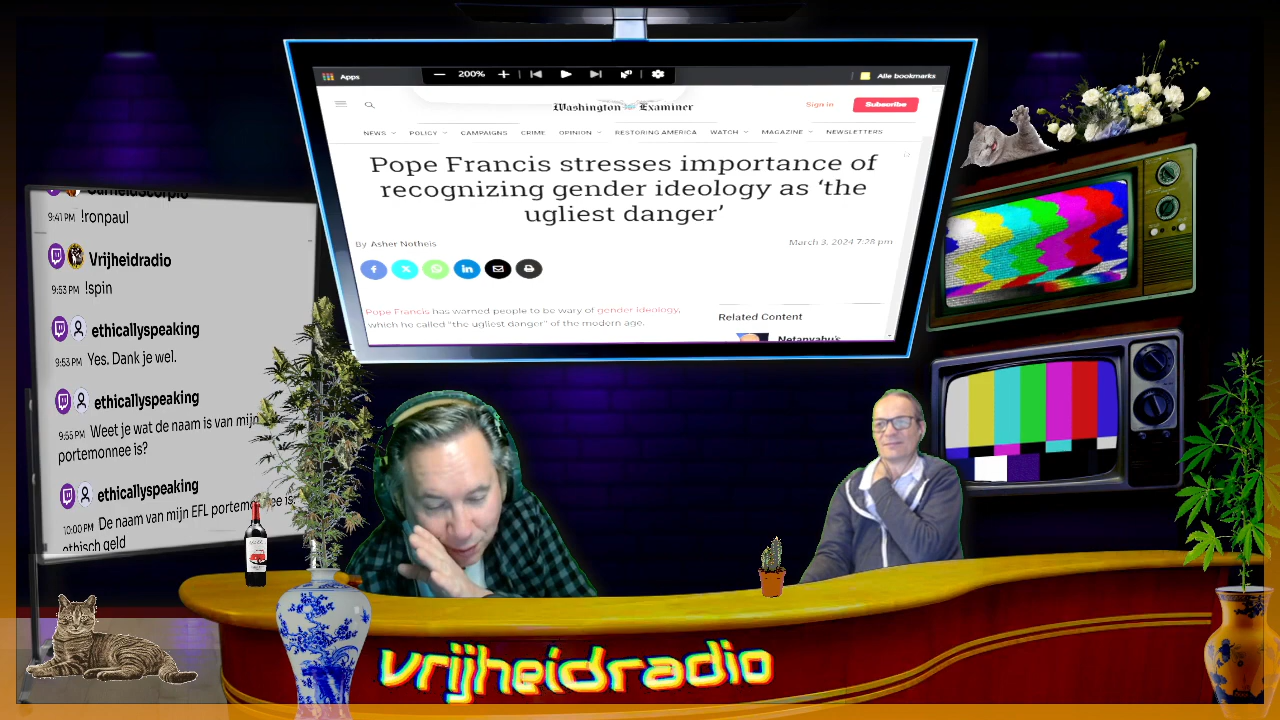 Apps
200%
Alle bookmarks
Washington Examiner
Sign in
Subscribe
NEWS
POLICY
CAMPAIGNS
CRIME
OPINION
RESTORING AMERICA
WATCH
MAGAZINE
NEWSLETTERS
Pope Francis stresses importance of
recognizing gender ideology as ‘the
ugliest danger’
By Asher Notheis
March 3, 2024 7:28 pm
Pope Francis has warned people to be wary of gender ideology,
which he called “the ugliest danger” of the modern age.
Related Content
Netanyahu's
9:41 PM !ronpaul
Vrijheidradio
9:53 PM !spin
ethicallyspeaking
9:53 PM Yes. Dank je wel.
ethicallyspeaking
9:55 PM Weet je wat de naam is van mijn
portemonnee is?
ethicallyspeaking
10:00 PM De naam van mijn EFL portemonnee is:
ethisch geld
vrijheidradio